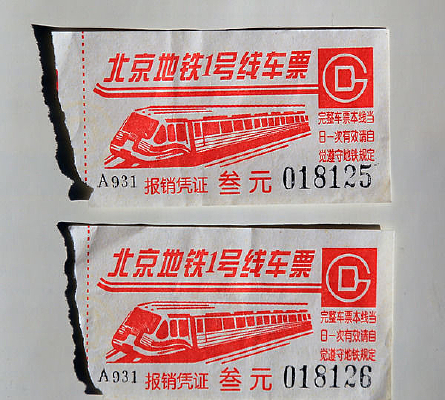 北京地铁1号线车票
完整车票本线当
日一次有效请自
觉遵守地铁规定
A931 报销凭证 叁元 018125
北京地铁1号线车票
完整车票本线当
日一次有效请自
觉遵守地铁规定
A931 报销凭证 叁元 018126